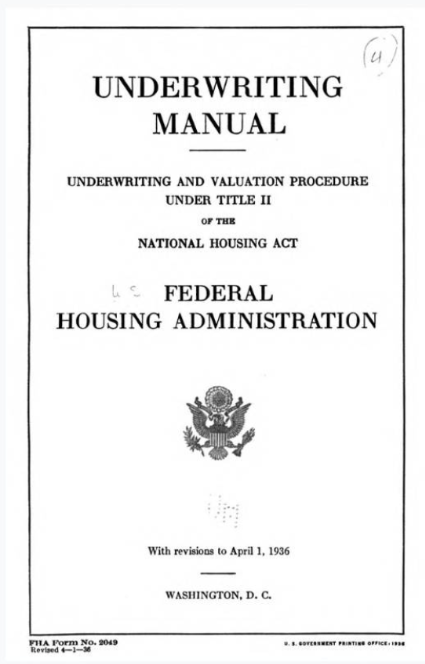 (4)
UNDERWRITING
MANUAL
UNDERWRITING AND VALUATION PROCEDURE
UNDER TITLE II
OF THE
NATIONAL HOUSING ACT
U S FEDERAL
HOUSING ADMINISTRATION
With revisions to April 1, 1936
WASHINGTON, D. C.
FHA Form No. 2049
Revised 4—1—36
U. S. GOVERNMENT PRINTING OFFICE: 1936